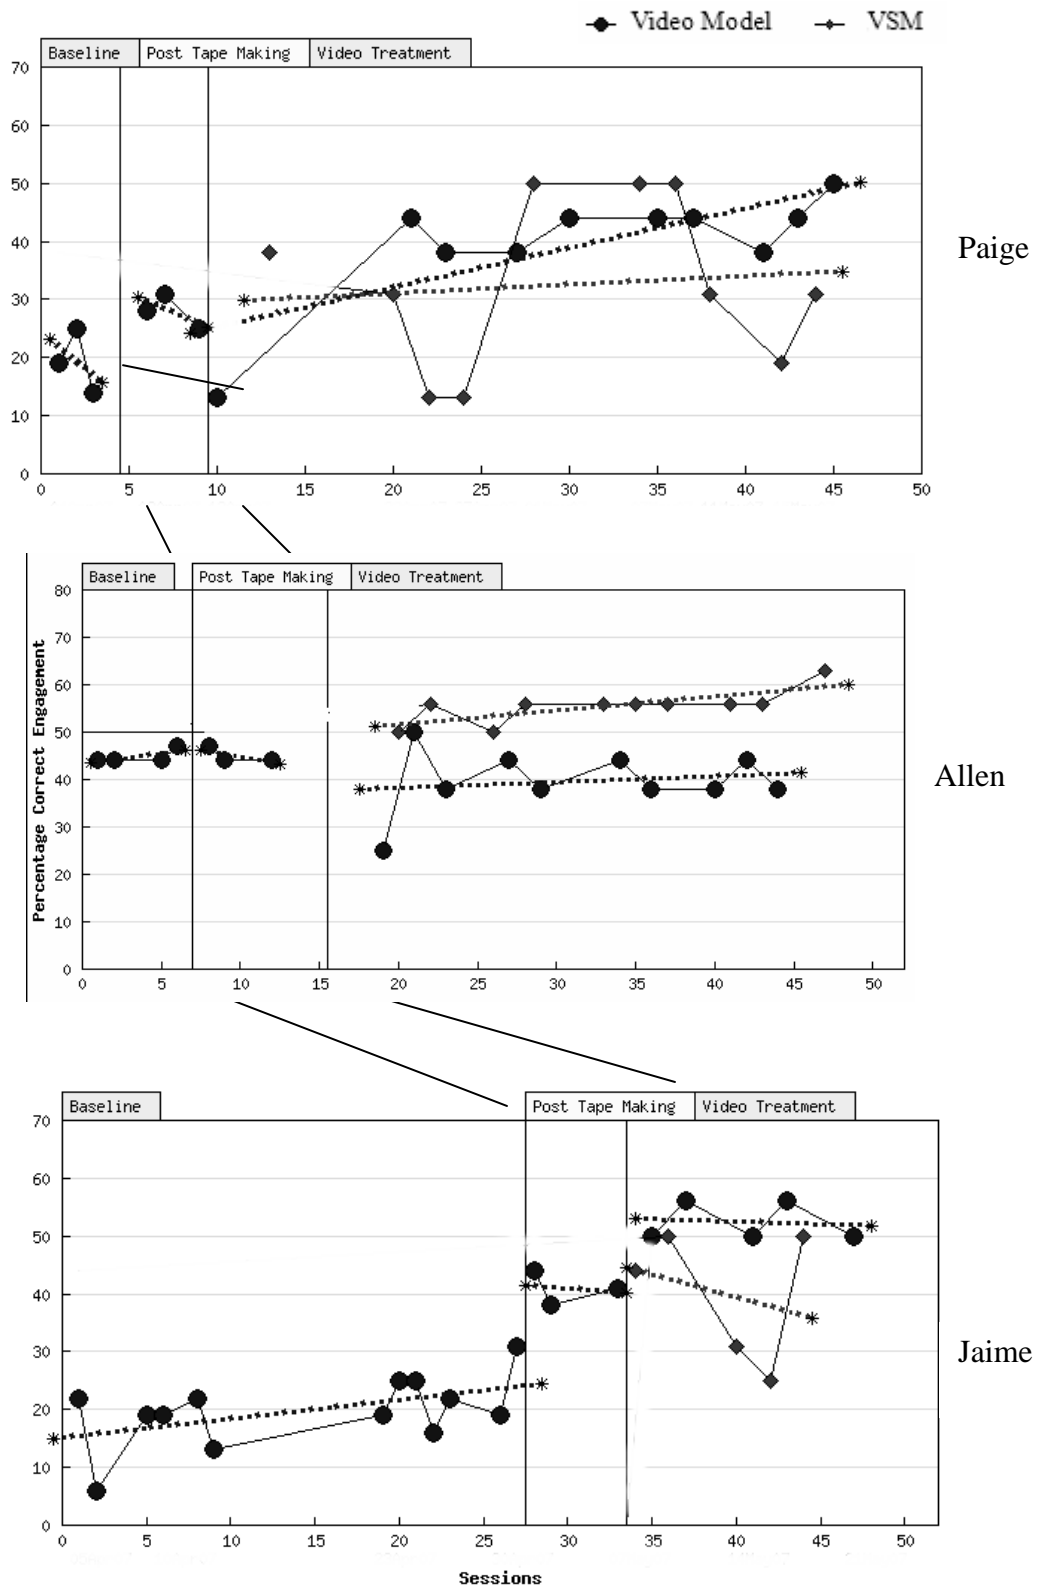 Video Model VSM
Baseline Post Tape Making Video Treatment
70
60
50
40
30
20
10
0
0 5 10 15 20 25 30 35 40 45 50
Paige
Baseline Post Tape Making Video Treatment
80
70
60
50
40
30
20
10
0
0 5 10 15 20 25 30 35 40 45 50
Percentage Correct Engagement
Allen
Baseline Post Tape Making Video Treatment
70
60
50
40
30
20
10
0
0 5 10 15 20 25 30 35 40 45 50
Jaime
Sessions